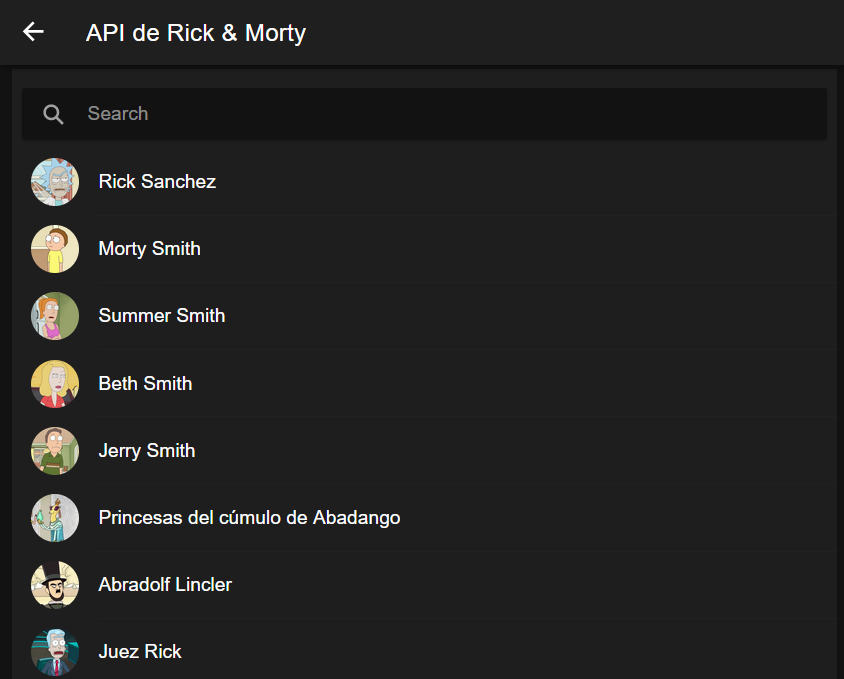 API de Rick & Morty
Search
Rick Sanchez
Morty Smith
Summer Smith
Beth Smith
Jerry Smith
Princesas del cúmulo de Abadango
Abradolf Lincler
Juez Rick